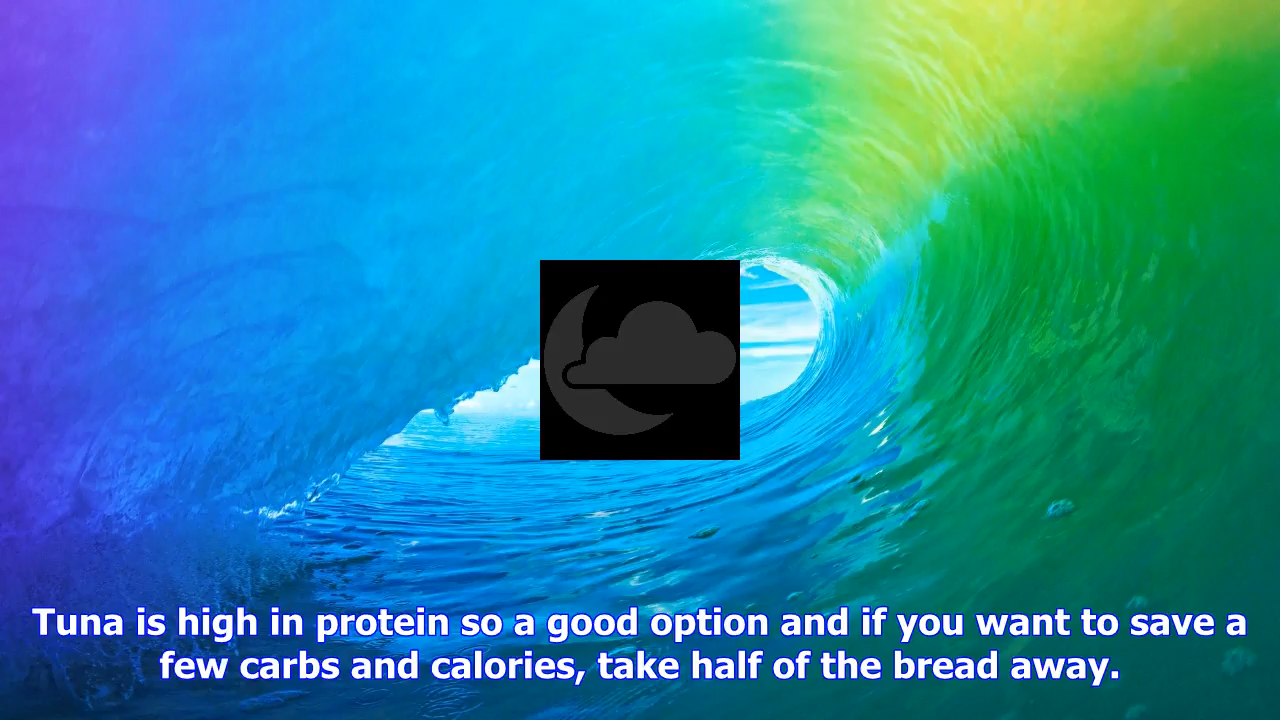 Tuna is high in protein so a good option and if you want to save a
few carbs and calories, take half of the bread away.